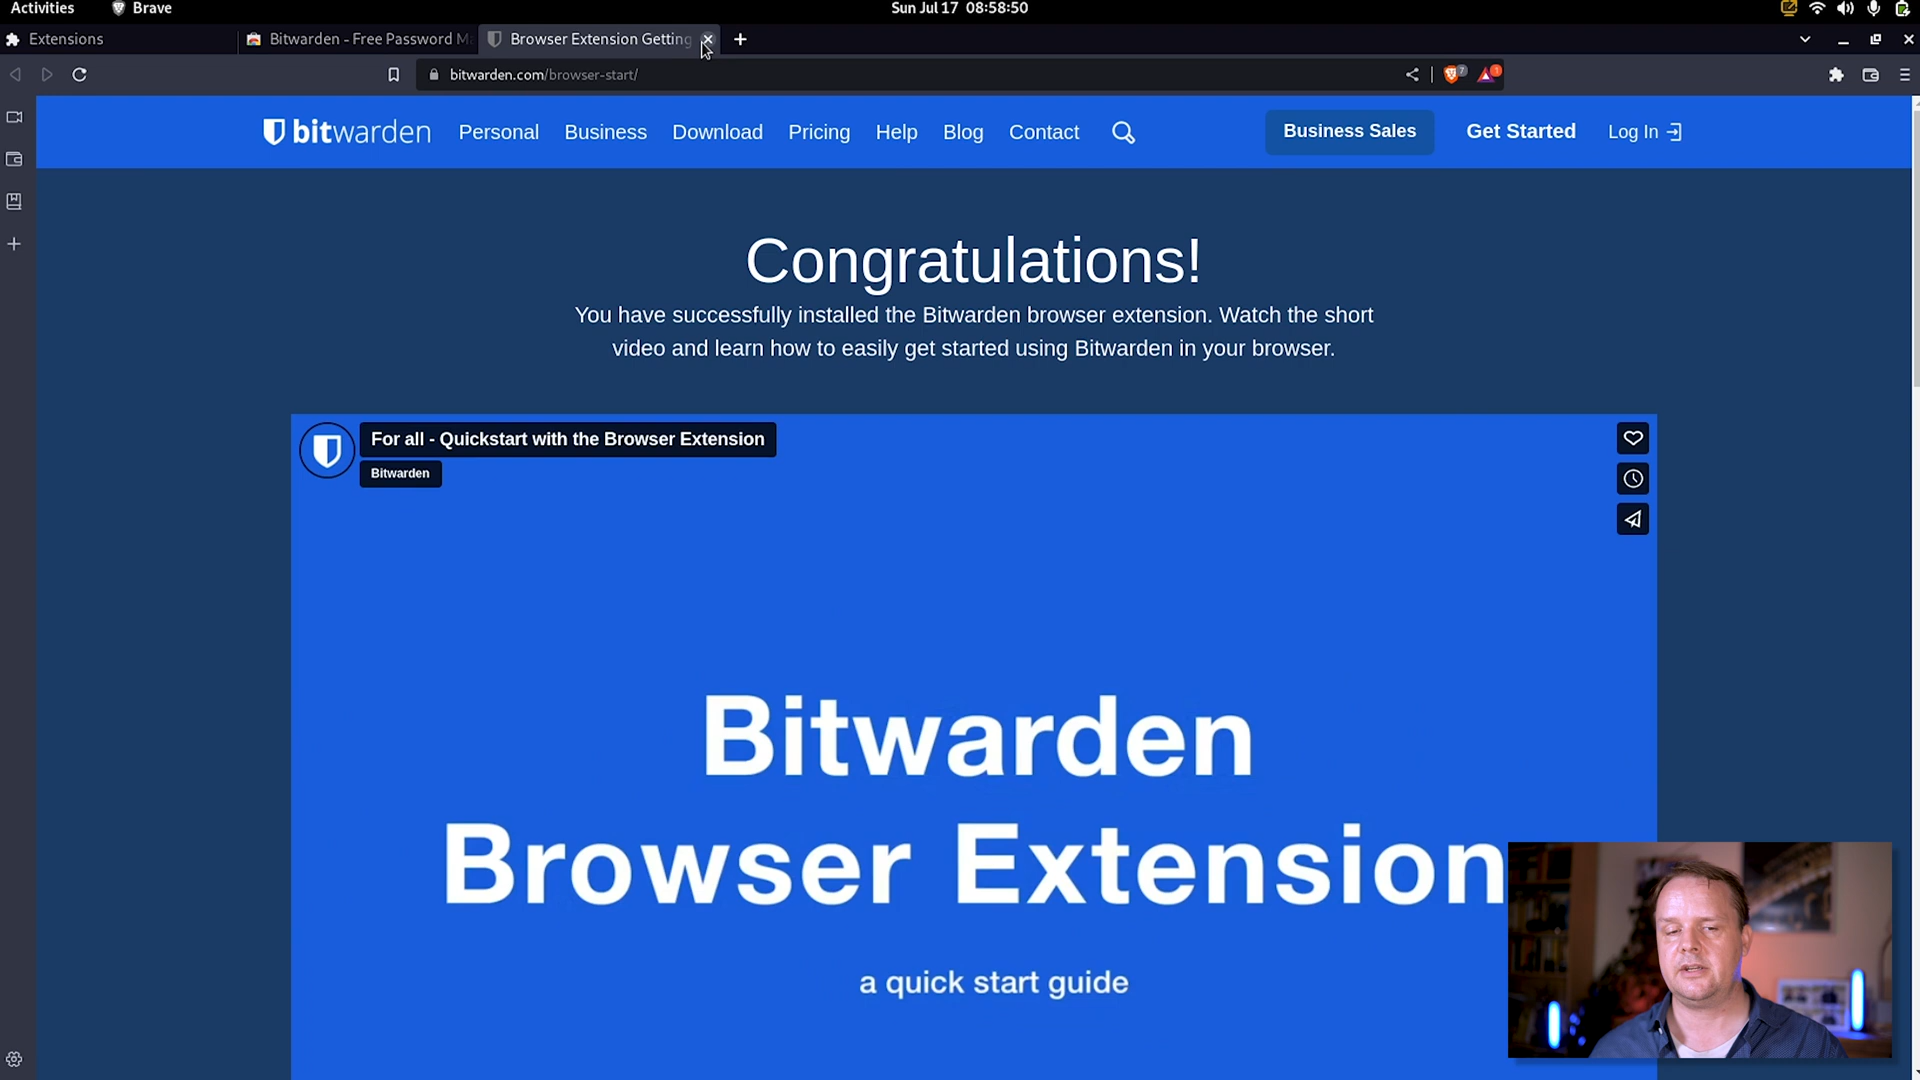 Activities
Brave
Sun Jul 17 08:58:50
Extensions
Bitwarden - Free Password M
Browser Extension Getting
bitwarden.com/browser-start/
7
1
bitwarden
Personal
Business
Download
Pricing
Help
Blog
Contact
Business Sales
Get Started
Log In
Congratulations!
You have successfully installed the Bitwarden browser extension. Watch the short
video and learn how to easily get started using Bitwarden in your browser.
For all - Quickstart with the Browser Extension
Bitwarden
Bitwarden
Browser Extension
a quick start guide